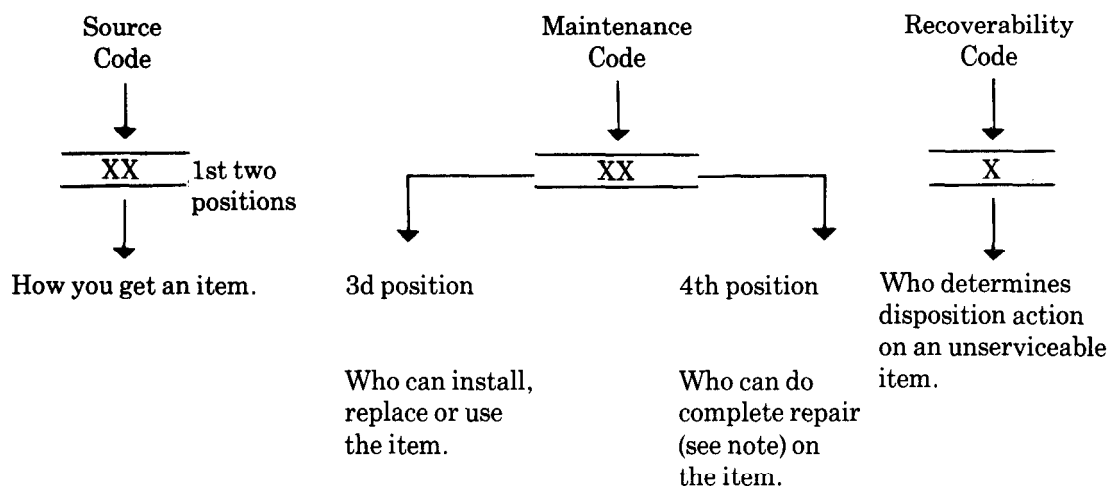 Source
Code
XX
1st two
positions
How you get an item.
Maintenance
Code
XX
3d position
Who can install,
replace or use
the item.
4th position
Who can do
complete repair
(see note) on
the item.
Recoverability
Code
X
Who determines
disposition action
on an unserviceable
item.